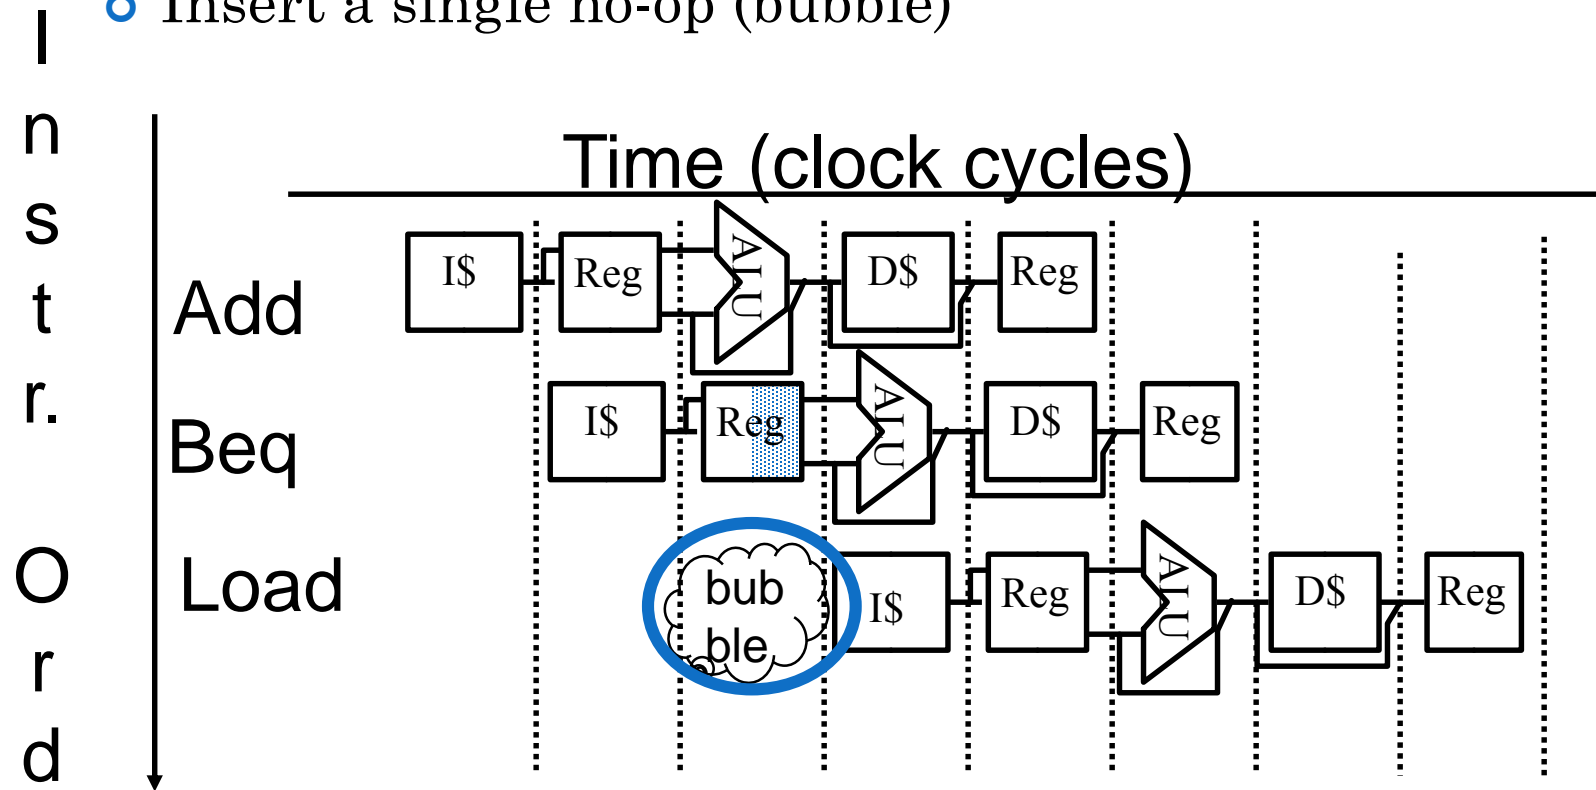 Insert a single no-op (bubble)
I
n
s
t
r.
O
r
d
Time (clock cycles)
Add
I$
Reg
ALU
D$
Reg
Beq
I$
Reg
ALU
D$
Reg
Load
bub
ble
I$
Reg
ALU
D$
Reg